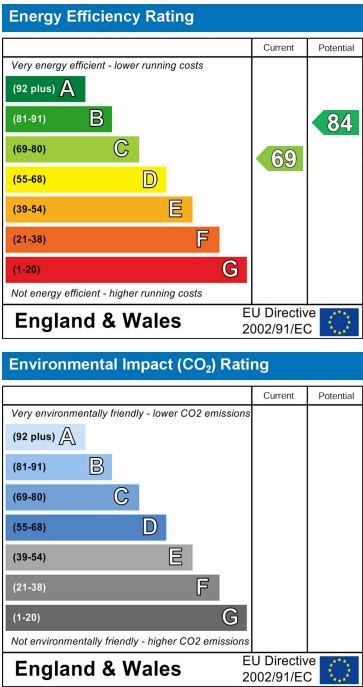 Energy Efficiency Rating
Current Potential
Very energy efficient - lower running costs
(92 plus) A
(81-91) B
84
(69-80) C
69
(55-68) D
(39-54) E
(21-38) F
(1-20) G
Not energy efficient - higher running costs
England & Wales
EU Directive
2002/91/EC
Environmental Impact (CO₂) Rating
Current Potential
Very environmentally friendly - lower CO2 emissions
(92 plus) A
(81-91) B
(69-80) C
(55-68) D
(39-54) E
(21-38) F
(1-20) G
Not environmentally friendly - higher CO2 emissions
England & Wales
EU Directive
2002/91/EC